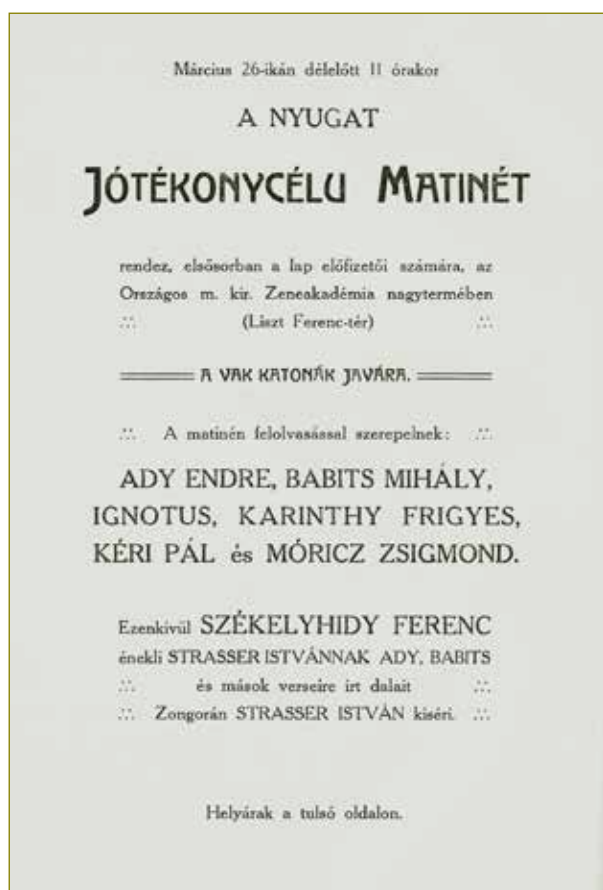 Március 26-ikán délelőtt 11 órakor
A NYUGAT
JÓTÉKONYCÉLU MATINÉT
rendez, elsősorban a lap előfizetői számára, az
Országos m. kir. Zeneakadémia nagytermében
(Liszt Ferenc-tér)
A VAK KATONÁK JAVÁRA.
A matinén felolvasással szerepelnek:
ADY ENDRE, BABITS MIHÁLY,
IGNOTUS, KARINTHY FRIGYES,
KÉRI PÁL és MÓRICZ ZSIGMOND.
Ezenkivül SZÉKELYHIDY FERENC
énekli STRASSER ISTVÁNNAK ADY, BABITS
és mások verseire irt dalait
Zongorán STRASSER ISTVÁN kiséri.
Helyárak a tulsó oldalon.